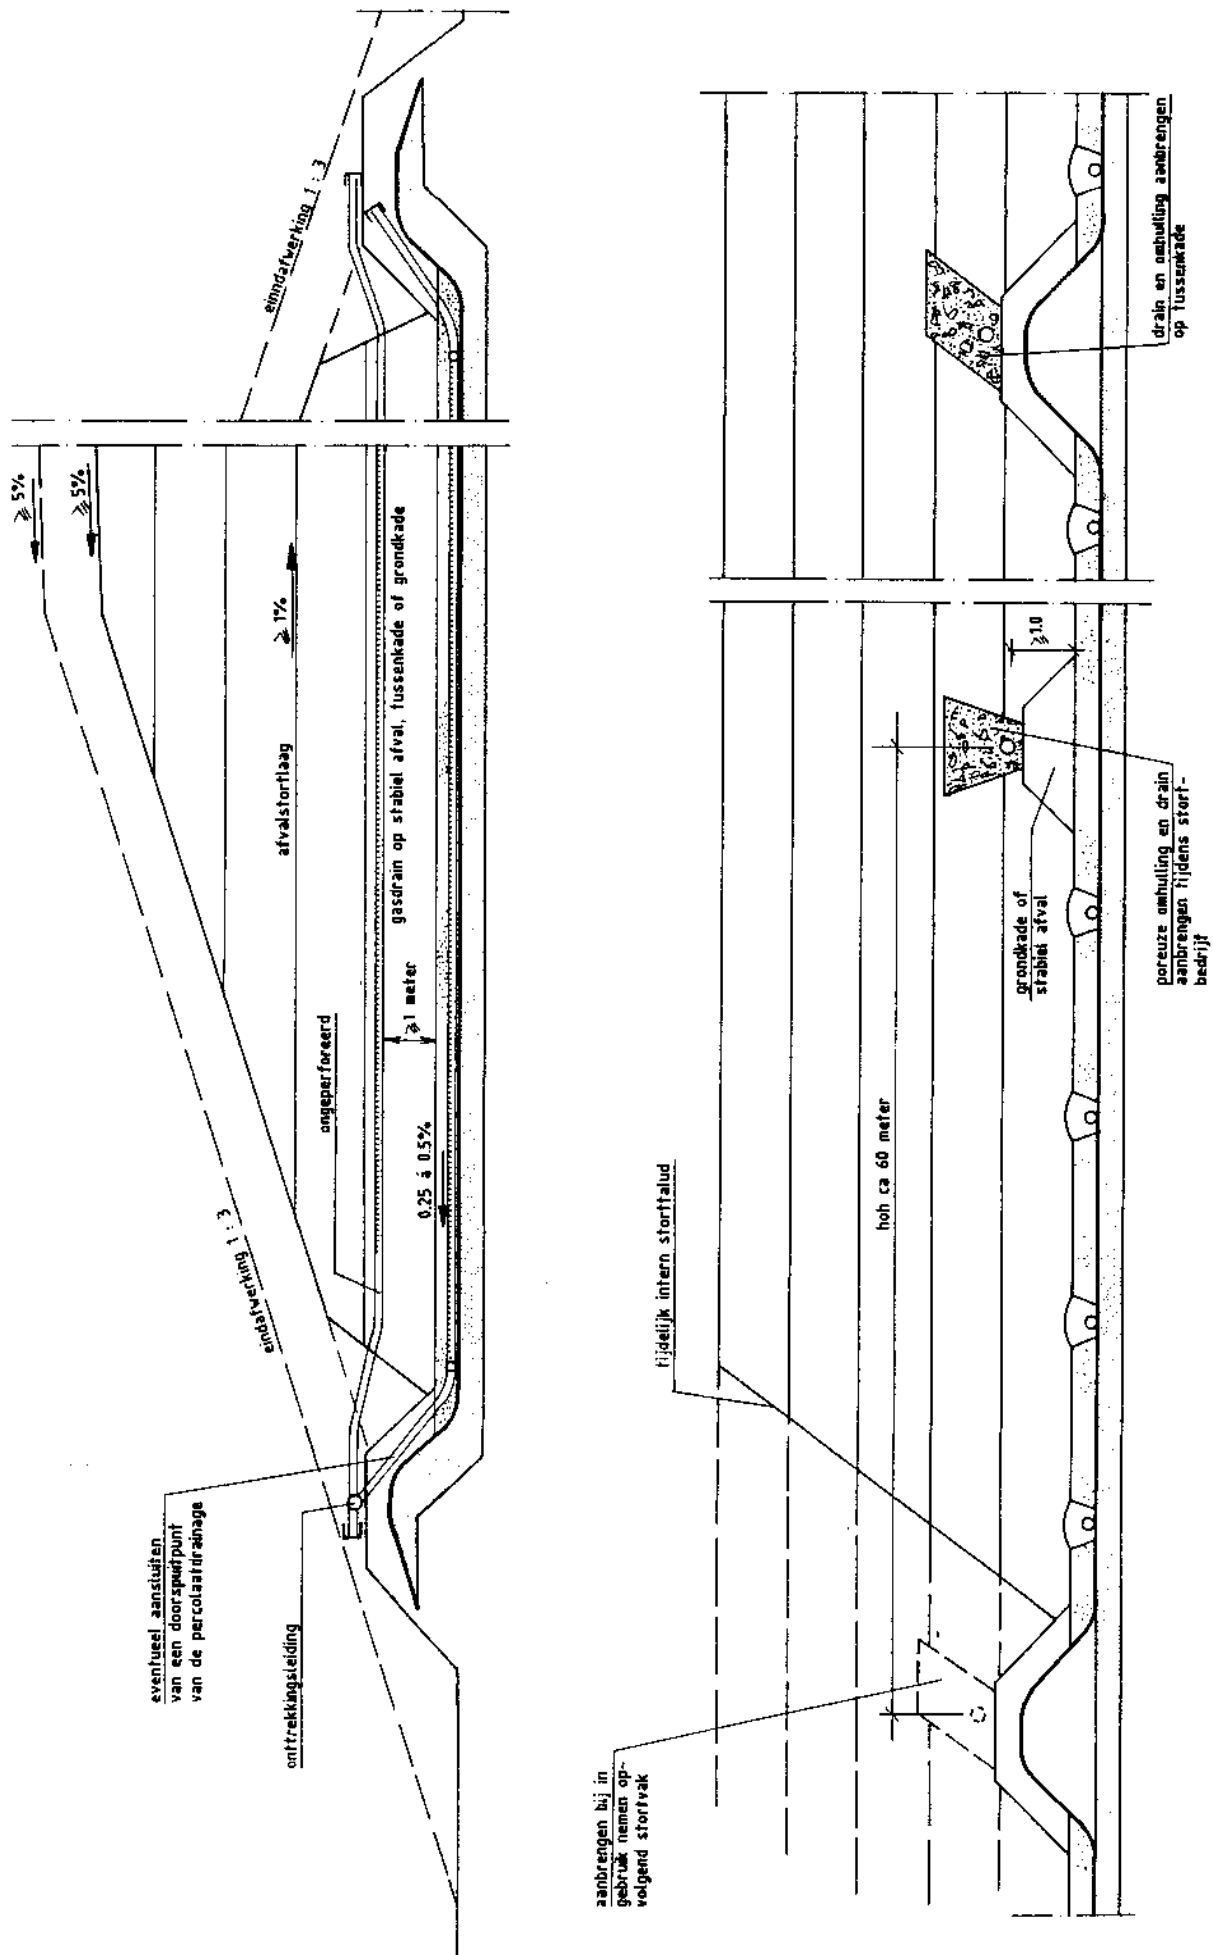 ≥ 5%
≥ 5%
einndafwerking 1 : 3
≥ 1%
afvalstortlaag
gasdrain op stabiel afval, tussenkade of grondkade
≥1 meter
ongeperforeerd
0.25 à 0.5%
eindafwerking 1 : 3
eventueel aansluiten
van een doorspuitpunt
van de percolaatdrainage
onttrekkingsleiding
drain en omhulling aanbrengen
op tussenkade
≥1.0
poreuze omhulling en drain
aanbrengen tijdens stort-
bedrijf
grondkade of
stabiel afval
hoh ca 60 meter
tijdelijk intern storttalud
aanbrengen bij in
gebruik nemen op-
volgend stortvak